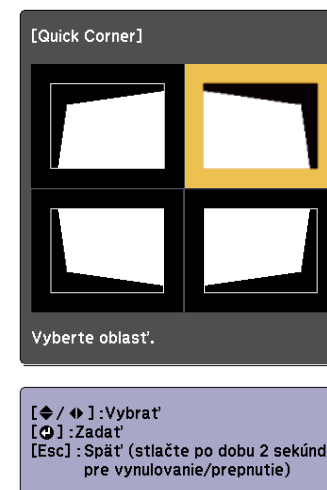 [Quick Corner]
Vyberte oblasť.
[◆/◆] :Vybrať
[↵] :Zadať
[Esc] :Späť (stlačte po dobu 2 sekúnd
pre vynulovanie/prepnutie)